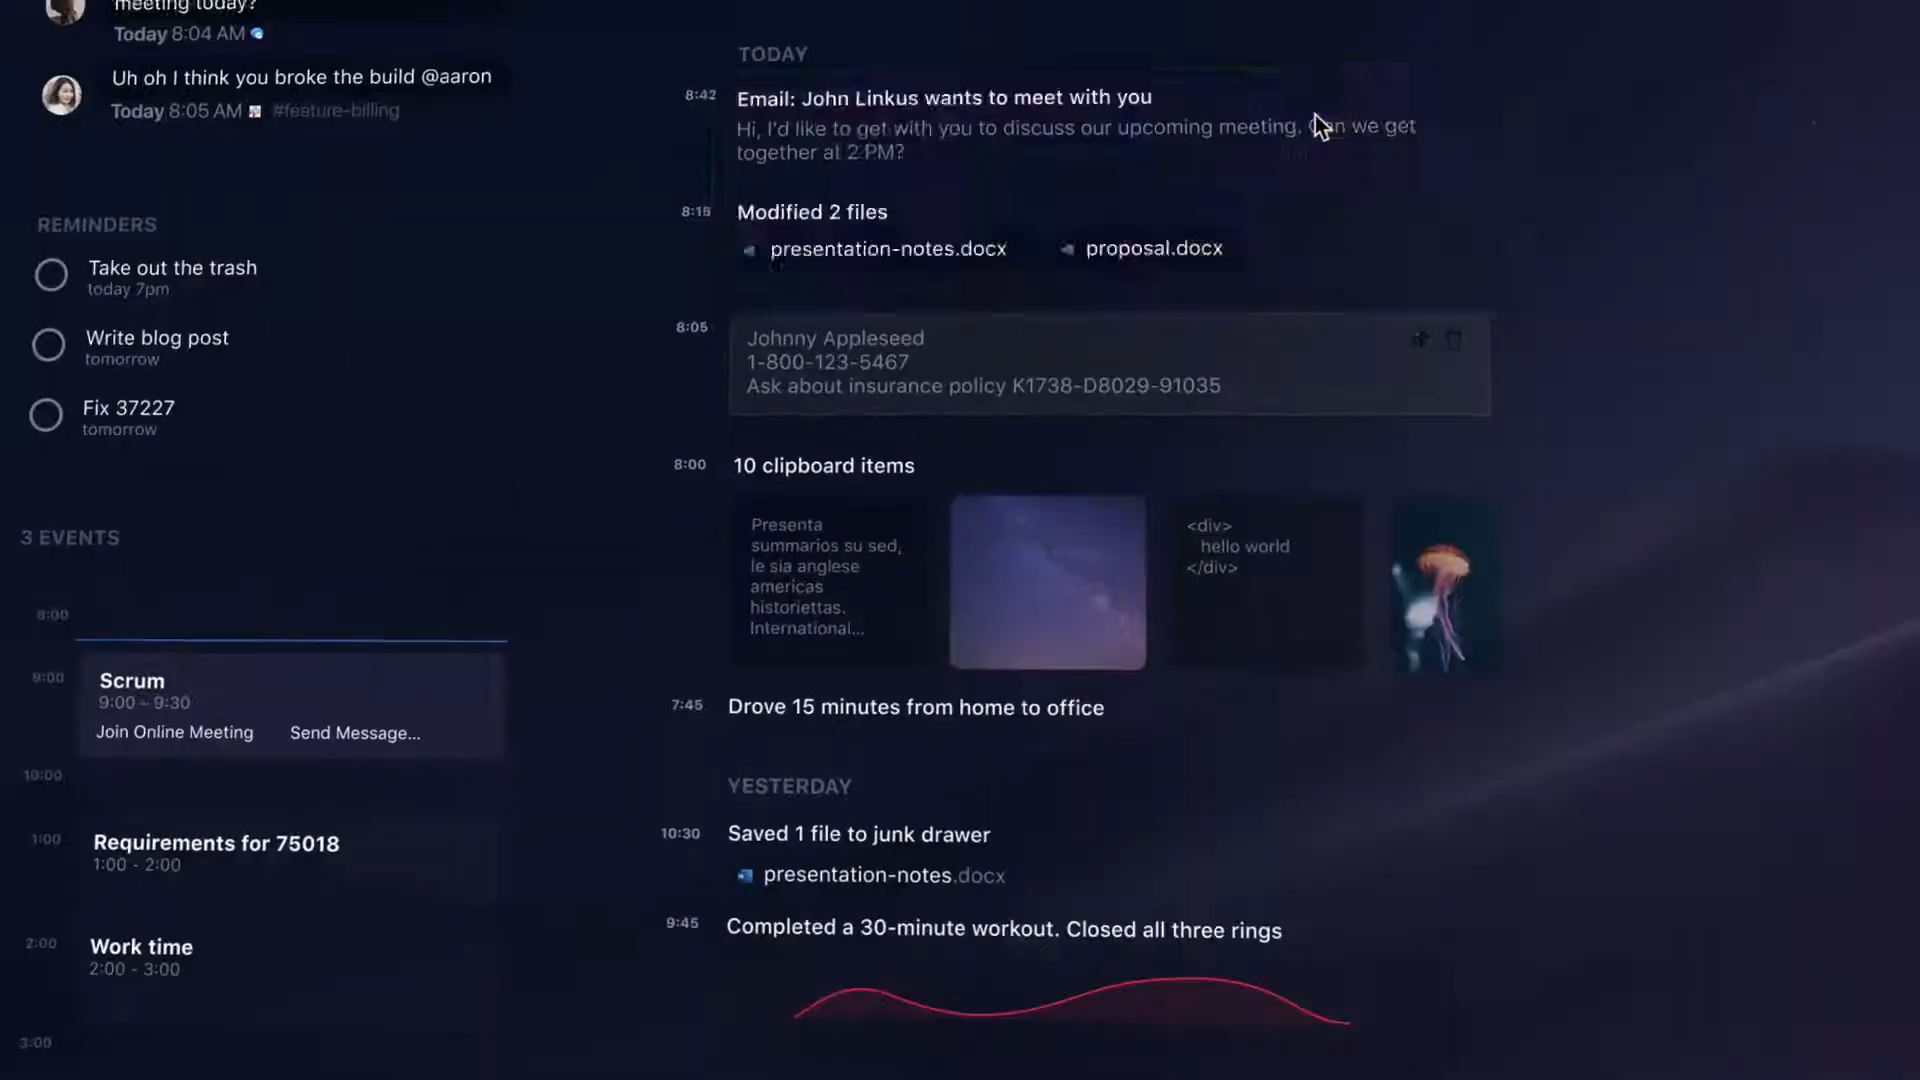 meeting today?
Today 8:04 AM
Uh oh I think you broke the build @aaron
Today 8:05 AM #feature-billing
REMINDERS
Take out the trash
today 7pm
Write blog post
tomorrow
Fix 37227
tomorrow
3 EVENTS
8:00
9:00
Scrum
9:00 - 9:30
Join Online Meeting Send Message...
10:00
1:00
Requirements for 75018
1:00 - 2:00
2:00
Work time
2:00 - 3:00
3:00
TODAY
8:42
Email: John Linkus wants to meet with you
Hi, I'd like to get with you to discuss our upcoming meeting. Can we get
together at 2 PM?
8:15
Modified 2 files
presentation-notes.docx proposal.docx
8:05
Johnny Appleseed
1-800-123-5467
Ask about insurance policy K1738-D8029-91035
8:00
10 clipboard items
Presenta
summarios su sed,
le sia anglese
americas
historiettas.
International...
<div>
hello world
</div>
7:45
Drove 15 minutes from home to office
YESTERDAY
10:30
Saved 1 file to junk drawer
presentation-notes.docx
9:45
Completed a 30-minute workout. Closed all three rings